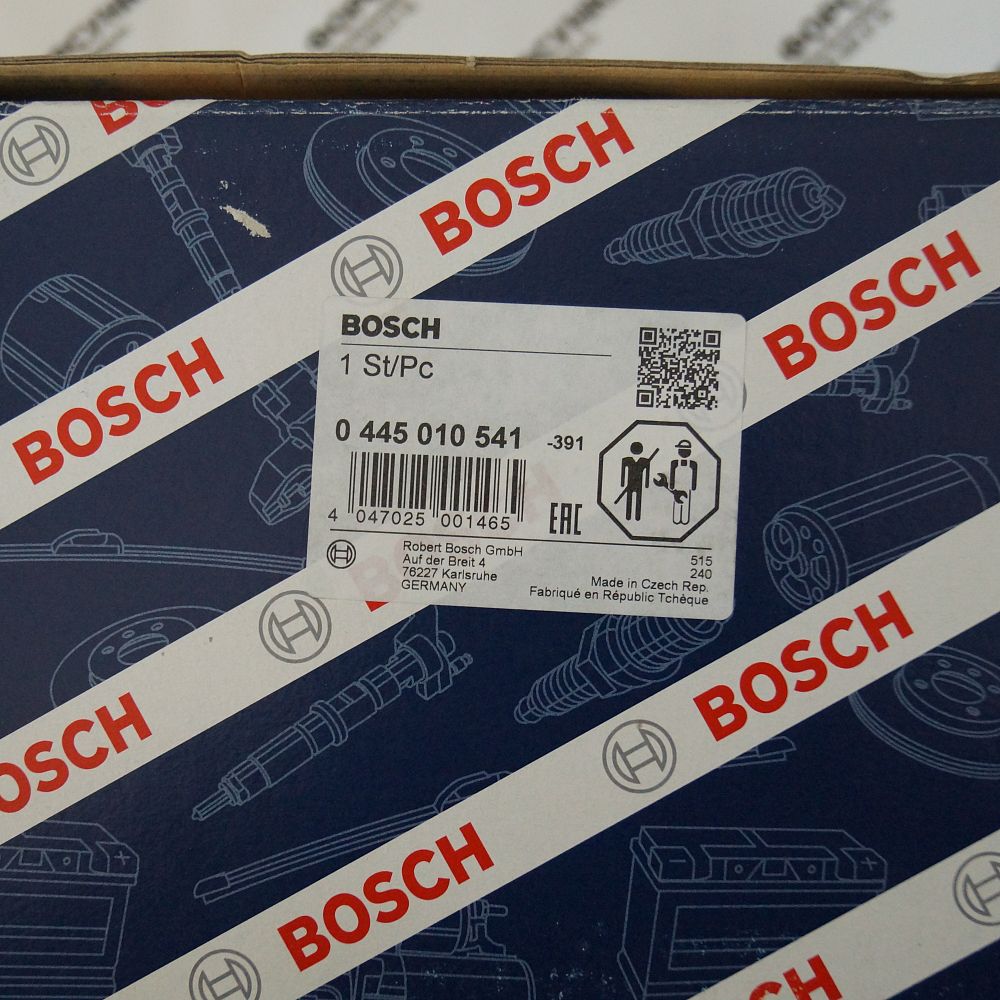 BOSCH
BOSCH
BOSCH
BOSCH
1 St/Pc
0 445 010 541 -391
4 047025 001465
EAC
Robert Bosch GmbH
Auf der Breit 4
76227 Karlsruhe
GERMANY
515
240
Made in Czech Rep.
Fabriqué en République Tchèque
BOSCH
BOSCH
BOSCH